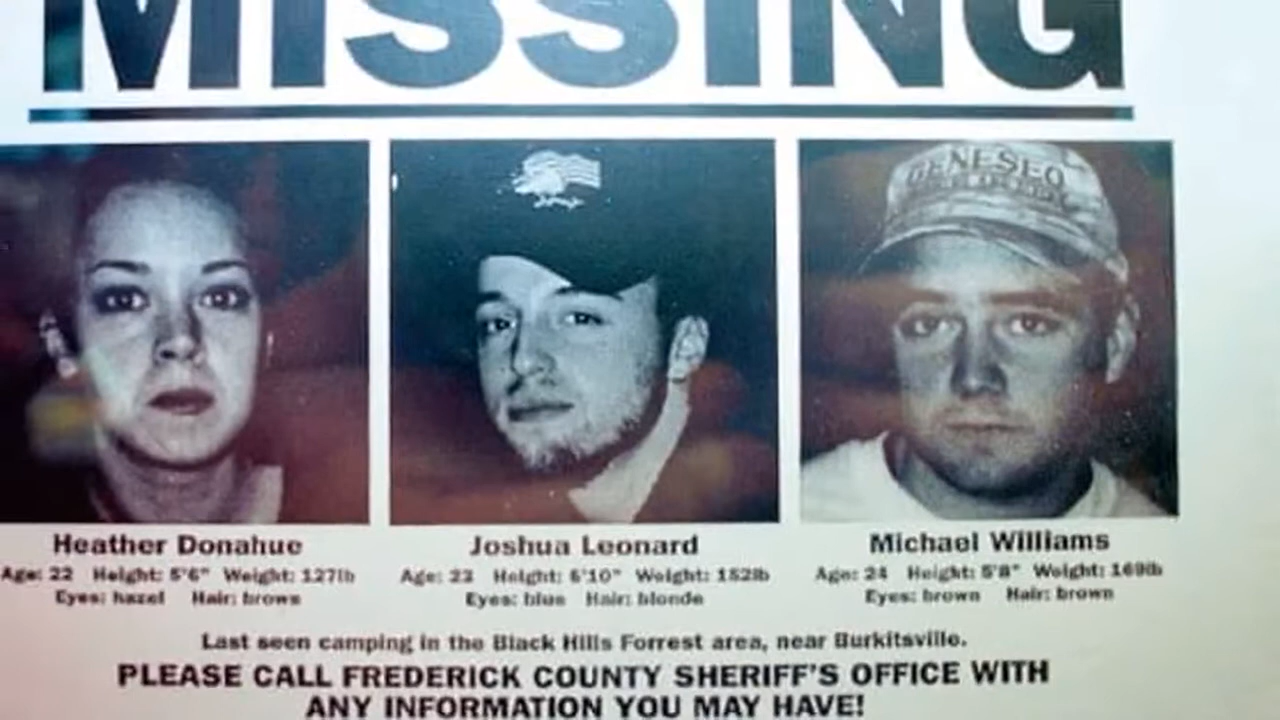 MISSING
GENESEO
Heather Donahue Joshua Leonard Michael Williams
Age: 22 Height: 5'6" Weight: 127lb Age: 23 Height: 5'10" Weight: 152lb Age: 24 Height: 5'8" Weight: 169lb
Eyes: hazel Hair: brown Eyes: blue Hair: blonde Eyes: brown Hair: brown
Last seen camping in the Black Hills Forrest area, near Burkitsville.
PLEASE CALL FREDERICK COUNTY SHERIFF'S OFFICE WITH
ANY INFORMATION YOU MAY HAVE!